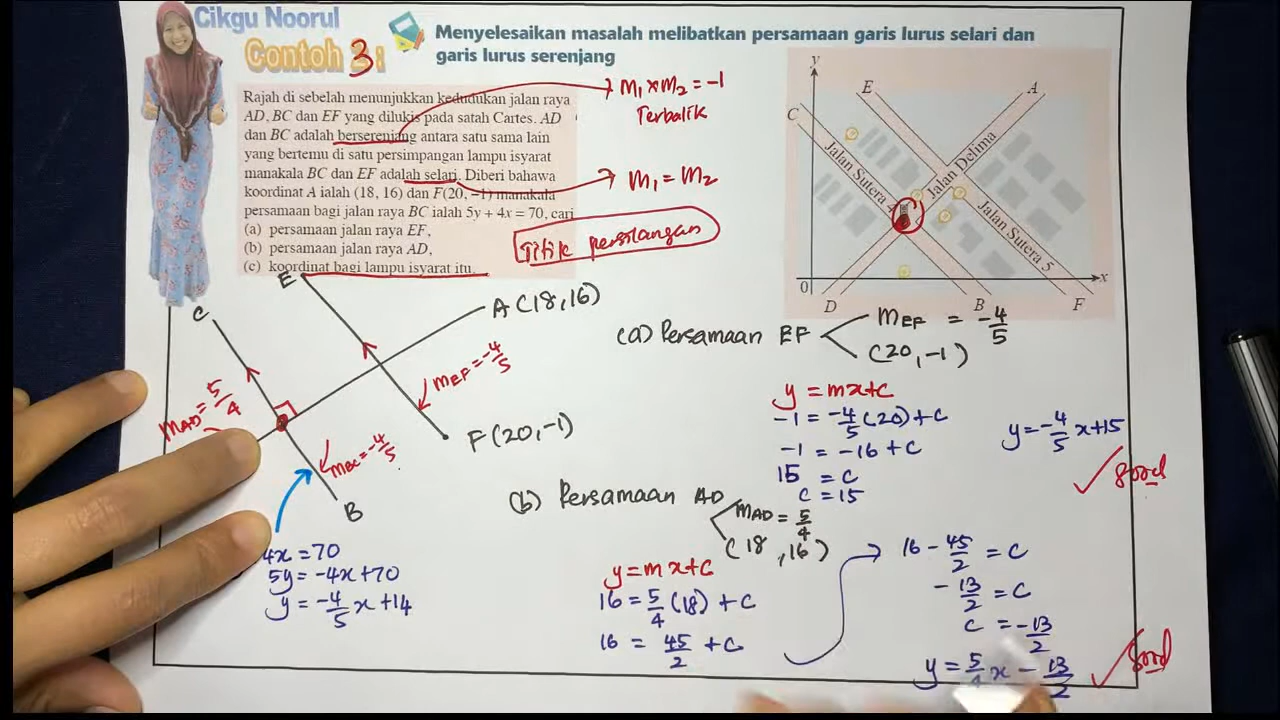 Cikgu Noorul
Contoh 3:
Menyelesaikan masalah melibatkan persamaan garis lurus selari dan
garis lurus serenjang
Rajah di sebelah menunjukkan kedudukan jalan raya
AD, BC dan EF yang dilukis pada satah Cartes. AD
dan BC adalah berserenjang antara satu sama lain
yang bertemu di satu persimpangan lampu isyarat
manakala BC dan EF adalah selari. Diberi bahawa
koordinat A ialah (18, 16) dan F(20, −1) manakala
persamaan bagi jalan raya BC ialah 5y + 4x = 70, cari
(a) persamaan jalan raya EF,
(b) persamaan jalan raya AD,
(c) koordinat bagi lampu isyarat itu.
m₁ × m₂ = -1
Terbalik
m₁ = m₂
Titik persilangan
y
E
A
C
Jalan Sutera 4
Jalan Delima
Jalan Sutera 5
0
x
D
B
F
E
C
A (18,16)
m_AD = 5/4
m_EF = -4/5
F (20,-1)
m_BC = -4/5
B
4x = 70
5y = -4x+70
y = -4/5 x + 14
(a) Persamaan EF
m_EF = -4/5
(20,-1)
y = mx+c
-1 = -4/5 (20) + c
-1 = -16 + c
15 = c
c = 15
y = -4/5 x + 15
good
(b) Persamaan AD
m_AD = 5/4
(18, 16)
y = mx+c
16 = 5/4 (18) + c
16 = 45/2 + c
16 - 45/2 = c
-13/2 = c
c = -13/2
y = 5/4 x - 13/2
good